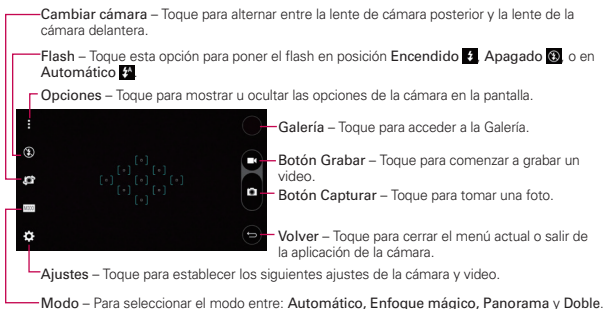 Cambiar cámara – Toque para alternar entre la lente de cámara posterior y la lente de la
cámara delantera.
Flash – Toque esta opción para poner el flash en posición Encendido , Apagado , o en
Automático .
Opciones – Toque para mostrar u ocultar las opciones de la cámara en la pantalla.
Galería – Toque para acceder a la Galería.
Botón Grabar – Toque para comenzar a grabar un
video.
Botón Capturar – Toque para tomar una foto.
Volver – Toque para cerrar el menú actual o salir de
la aplicación de la cámara.
Ajustes – Toque para establecer los siguientes ajustes de la cámara y video.
Modo – Para seleccionar el modo entre: Automático, Enfoque mágico, Panorama y Doble.